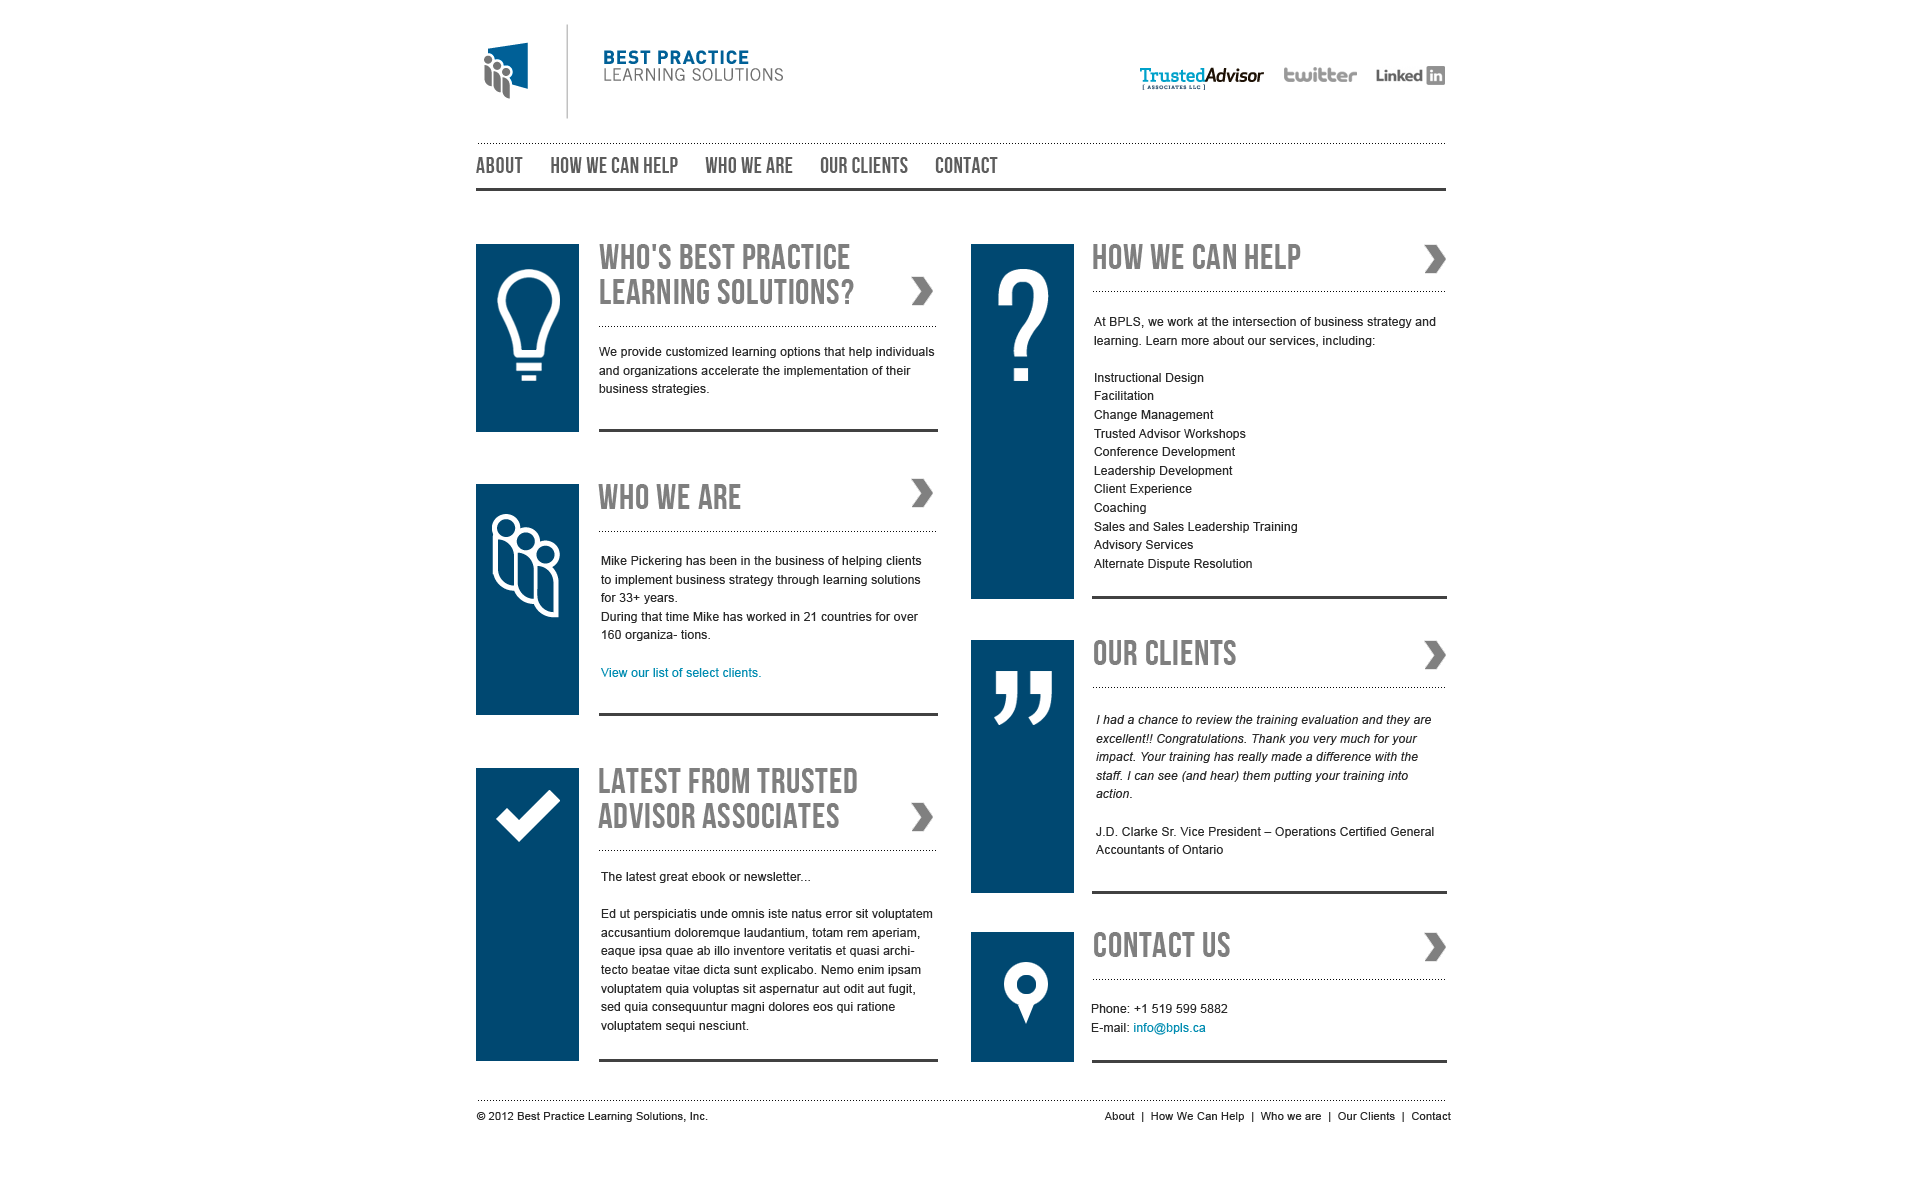 BEST PRACTICE
LEARNING SOLUTIONS
TrustedAdvisor
[ ASSOCIATES LLC ]
twitter
Linked in
ABOUT HOW WE CAN HELP WHO WE ARE OUR CLIENTS CONTACT
WHO'S BEST PRACTICE
LEARNING SOLUTIONS?
We provide customized learning options that help individuals
and organizations accelerate the implementation of their
business strategies.
WHO WE ARE
Mike Pickering has been in the business of helping clients
to implement business strategy through learning solutions
for 33+ years.
During that time Mike has worked in 21 countries for over
160 organiza- tions.
View our list of select clients.
LATEST FROM TRUSTED
ADVISOR ASSOCIATES
The latest great ebook or newsletter...
Ed ut perspiciatis unde omnis iste natus error sit voluptatem
accusantium doloremque laudantium, totam rem aperiam,
eaque ipsa quae ab illo inventore veritatis et quasi archi-
tecto beatae vitae dicta sunt explicabo. Nemo enim ipsam
voluptatem quia voluptas sit aspernatur aut odit aut fugit,
sed quia consequuntur magni dolores eos qui ratione
voluptatem sequi nesciunt.
?
HOW WE CAN HELP
At BPLS, we work at the intersection of business strategy and
learning. Learn more about our services, including:
Instructional Design
Facilitation
Change Management
Trusted Advisor Workshops
Conference Development
Leadership Development
Client Experience
Coaching
Sales and Sales Leadership Training
Advisory Services
Alternate Dispute Resolution
”
OUR CLIENTS
I had a chance to review the training evaluation and they are
excellent!! Congratulations. Thank you very much for your
impact. Your training has really made a difference with the
staff. I can see (and hear) them putting your training into
action.
J.D. Clarke Sr. Vice President – Operations Certified General
Accountants of Ontario
CONTACT US
Phone: +1 519 599 5882
E-mail: info@bpls.ca
© 2012 Best Practice Learning Solutions, Inc.
About | How We Can Help | Who we are | Our Clients | Contact